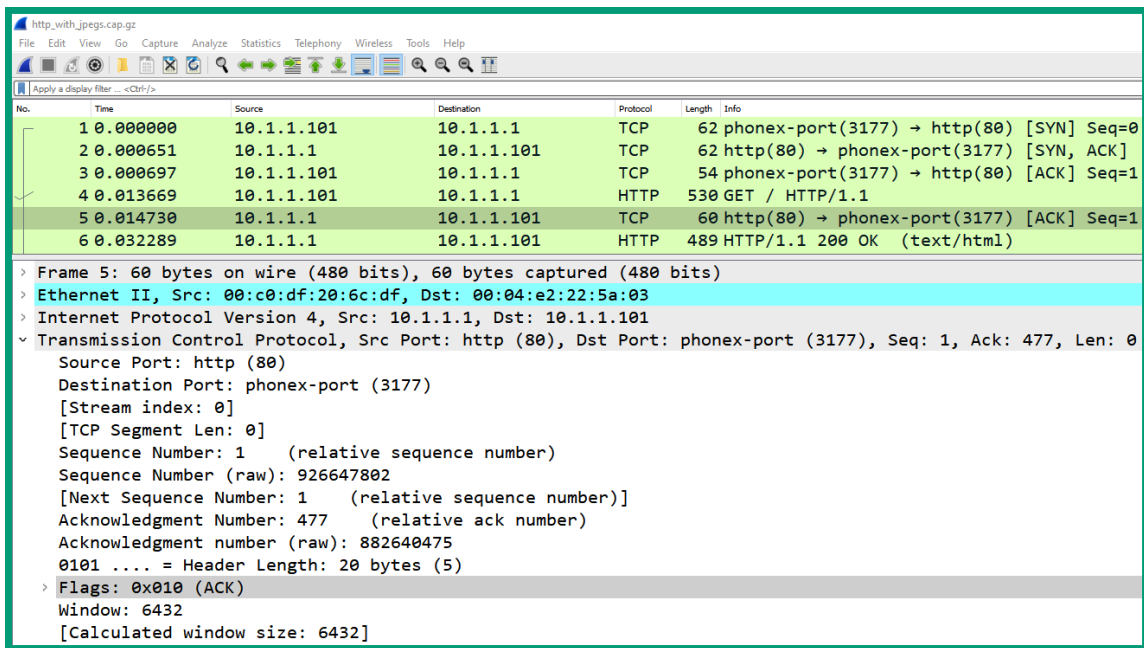 http_with_jpegs.cap.gz
File Edit View Go Capture Analyze Statistics Telephony Wireless Tools Help
Apply a display filter ... <Ctrl-/>
No. Time Source Destination Protocol Length Info
1 0.000000 10.1.1.101 10.1.1.1 TCP 62 phonex-port(3177) → http(80) [SYN] Seq=0
2 0.000651 10.1.1.1 10.1.1.101 TCP 62 http(80) → phonex-port(3177) [SYN, ACK]
3 0.000697 10.1.1.101 10.1.1.1 TCP 54 phonex-port(3177) → http(80) [ACK] Seq=1
4 0.013669 10.1.1.101 10.1.1.1 HTTP 530 GET / HTTP/1.1
5 0.014730 10.1.1.1 10.1.1.101 TCP 60 http(80) → phonex-port(3177) [ACK] Seq=1
6 0.032289 10.1.1.1 10.1.1.101 HTTP 489 HTTP/1.1 200 OK (text/html)
> Frame 5: 60 bytes on wire (480 bits), 60 bytes captured (480 bits)
> Ethernet II, Src: 00:c0:df:20:6c:df, Dst: 00:04:e2:22:5a:03
> Internet Protocol Version 4, Src: 10.1.1.1, Dst: 10.1.1.101
Transmission Control Protocol, Src Port: http (80), Dst Port: phonex-port (3177), Seq: 1, Ack: 477, Len: 0
Source Port: http (80)
Destination Port: phonex-port (3177)
[Stream index: 0]
[TCP Segment Len: 0]
Sequence Number: 1 (relative sequence number)
Sequence Number (raw): 926647802
[Next Sequence Number: 1 (relative sequence number)]
Acknowledgment Number: 477 (relative ack number)
Acknowledgment number (raw): 882640475
0101 .... = Header Length: 20 bytes (5)
> Flags: 0x010 (ACK)
Window: 6432
[Calculated window size: 6432]